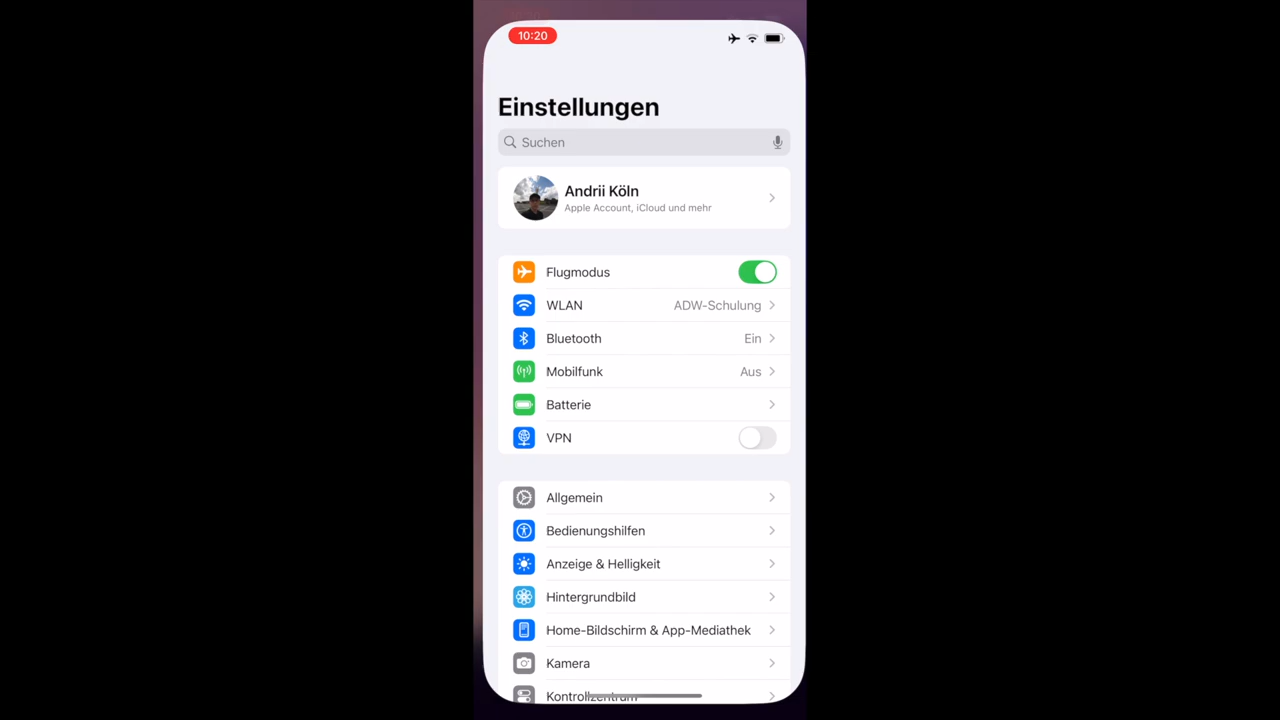 10:20
Einstellungen
Suchen
Andrii Köln
Apple Account, iCloud und mehr
Flugmodus
WLAN ADW-Schulung
Bluetooth Ein
Mobilfunk Aus
Batterie
VPN
Allgemein
Bedienungshilfen
Anzeige & Helligkeit
Hintergrundbild
Home-Bildschirm & App-Mediathek
Kamera
Kontrollzentrum